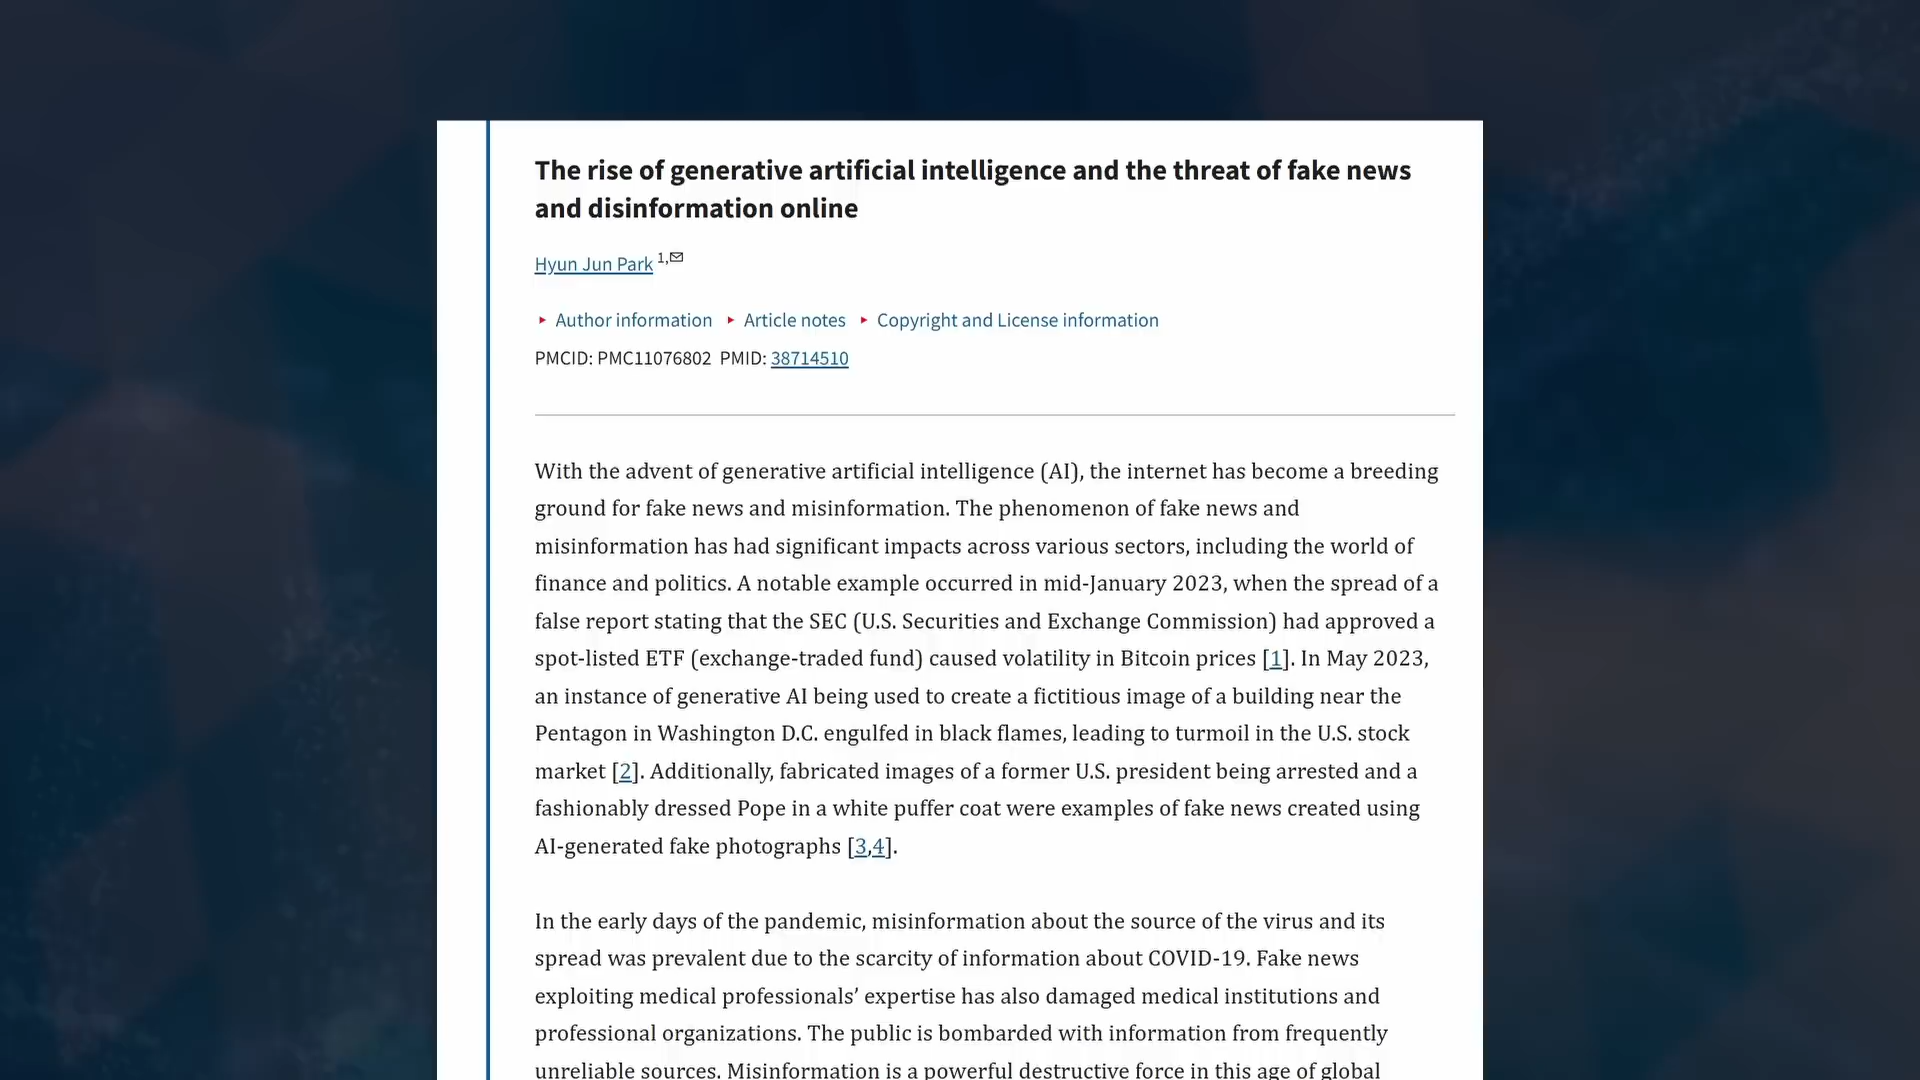 The rise of generative artificial intelligence and the threat of fake news
and disinformation online
Hyun Jun Park 1,✉
▸ Author information ▸ Article notes ▸ Copyright and License information
PMCID: PMC11076802 PMID: 38714510
With the advent of generative artificial intelligence (AI), the internet has become a breeding
ground for fake news and misinformation. The phenomenon of fake news and
misinformation has had significant impacts across various sectors, including the world of
finance and politics. A notable example occurred in mid-January 2023, when the spread of a
false report stating that the SEC (U.S. Securities and Exchange Commission) had approved a
spot-listed ETF (exchange-traded fund) caused volatility in Bitcoin prices [1]. In May 2023,
an instance of generative AI being used to create a fictitious image of a building near the
Pentagon in Washington D.C. engulfed in black flames, leading to turmoil in the U.S. stock
market [2]. Additionally, fabricated images of a former U.S. president being arrested and a
fashionably dressed Pope in a white puffer coat were examples of fake news created using
AI-generated fake photographs [3,4].
In the early days of the pandemic, misinformation about the source of the virus and its
spread was prevalent due to the scarcity of information about COVID-19. Fake news
exploiting medical professionals’ expertise has also damaged medical institutions and
professional organizations. The public is bombarded with information from frequently
unreliable sources. Misinformation is a powerful destructive force in this age of global